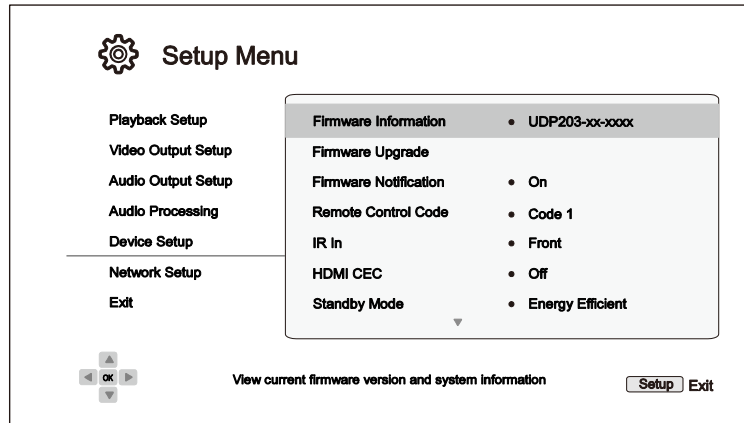 Setup Menu
Playback Setup
Video Output Setup
Audio Output Setup
Audio Processing
Device Setup
Network Setup
Exit
Firmware Information • UDP203-xx-xxxx
Firmware Upgrade
Firmware Notification • On
Remote Control Code • Code 1
IR In • Front
HDMI CEC • Off
Standby Mode • Energy Efficient
OK
View current firmware version and system information
Setup Exit